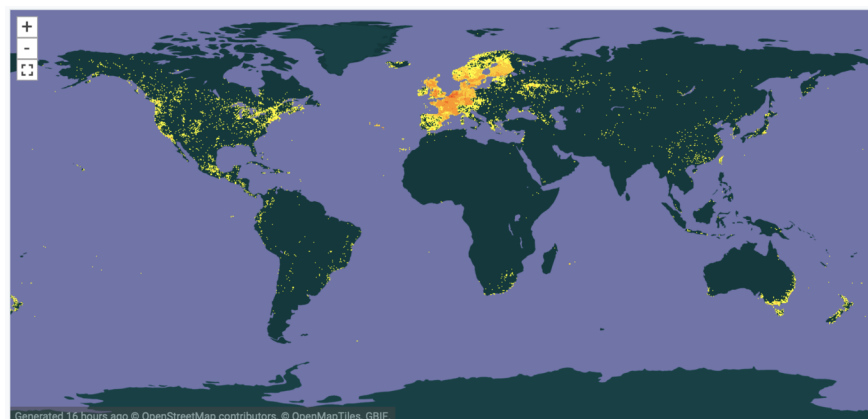 +
-
Generated 16 hours ago © OpenStreetMap contributors, © OpenMapTiles, GBIF.